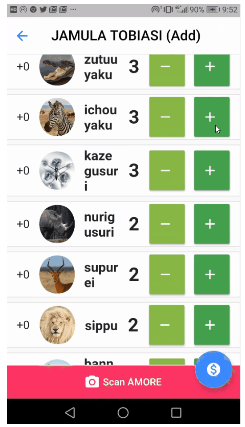 90% 9:52
JAMULA TOBIASI (Add)
+0 zutuu
yaku 3 − +
+0 ichou
yaku 3 − +
+0 kaze
gusur
i 3 − +
+0 nurig
usuri 2 − +
+0 supur
ei 2 − +
+0 sippu 2 − +
$
Scan AMORE